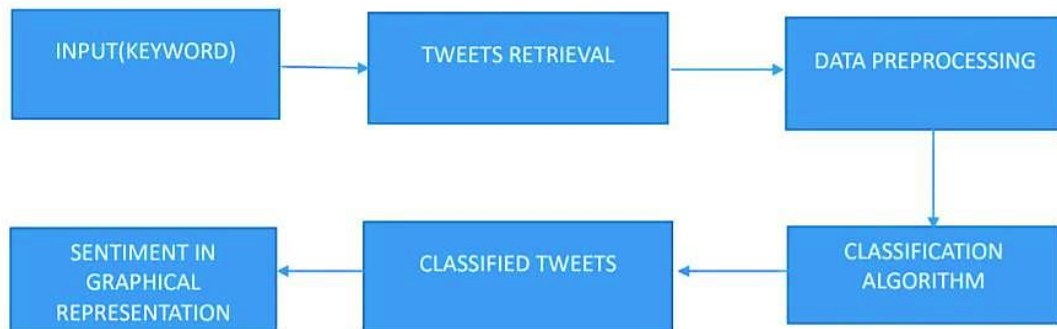 INPUT(KEYWORD)
TWEETS RETRIEVAL
DATA PREPROCESSING
CLASSIFICATION
ALGORITHM
CLASSIFIED TWEETS
SENTIMENT IN
GRAPHICAL
REPRESENTATION